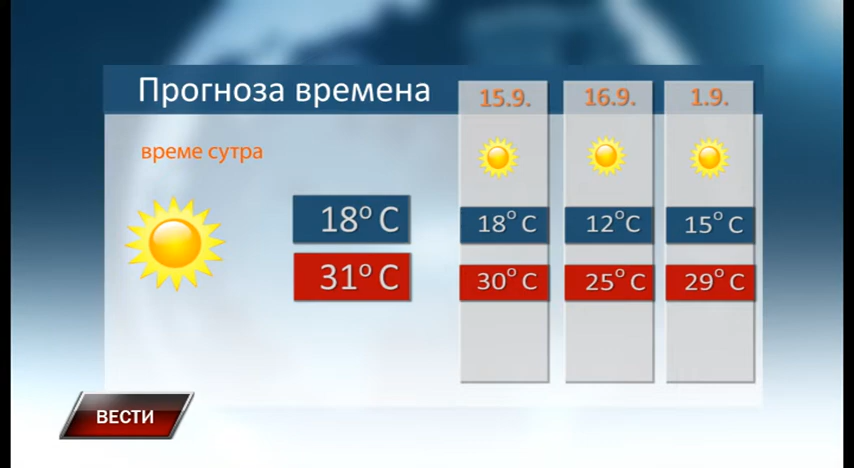 Прогноза времена
време сутра
18° C
31° C
15.9.
18° C
30° C
16.9.
12°C
25° C
1.9.
15° C
29° C
ВЕСТИ